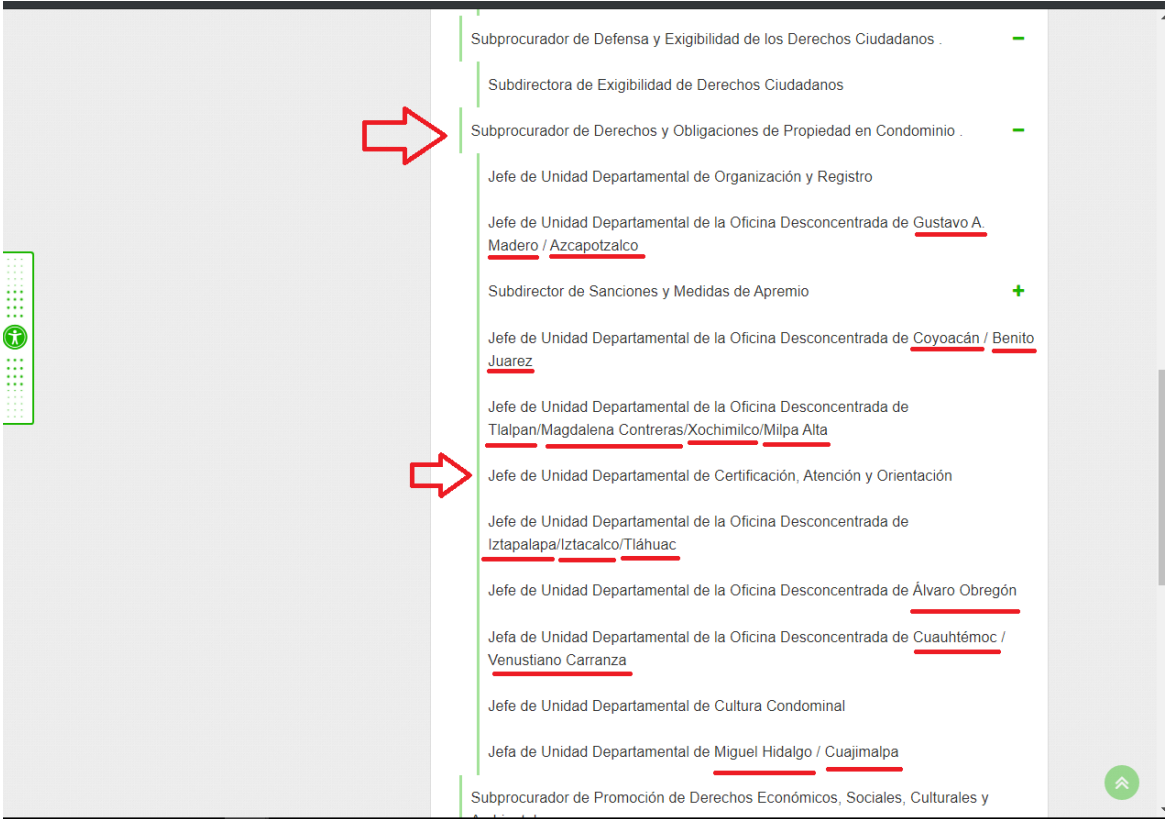 Subprocurador de Defensa y Exigibilidad de los Derechos Ciudadanos .
Subdirectora de Exigibilidad de Derechos Ciudadanos
Subprocurador de Derechos y Obligaciones de Propiedad en Condominio .
Jefe de Unidad Departamental de Organización y Registro
Jefe de Unidad Departamental de la Oficina Desconcentrada de Gustavo A.
Madero / Azcapotzalco
Subdirector de Sanciones y Medidas de Apremio
Jefe de Unidad Departamental de la Oficina Desconcentrada de Coyoacán / Benito
Juarez
Jefe de Unidad Departamental de la Oficina Desconcentrada de
Tlalpan/Magdalena Contreras/Xochimilco/Milpa Alta
Jefe de Unidad Departamental de Certificación, Atención y Orientación
Jefe de Unidad Departamental de la Oficina Desconcentrada de
Iztapalapa/Iztacalco/Tláhuac
Jefe de Unidad Departamental de la Oficina Desconcentrada de Álvaro Obregón
Jefa de Unidad Departamental de la Oficina Desconcentrada de Cuauhtémoc /
Venustiano Carranza
Jefe de Unidad Departamental de Cultura Condominal
Jefa de Unidad Departamental de Miguel Hidalgo / Cuajimalpa
Subprocurador de Promoción de Derechos Económicos, Sociales, Culturales y